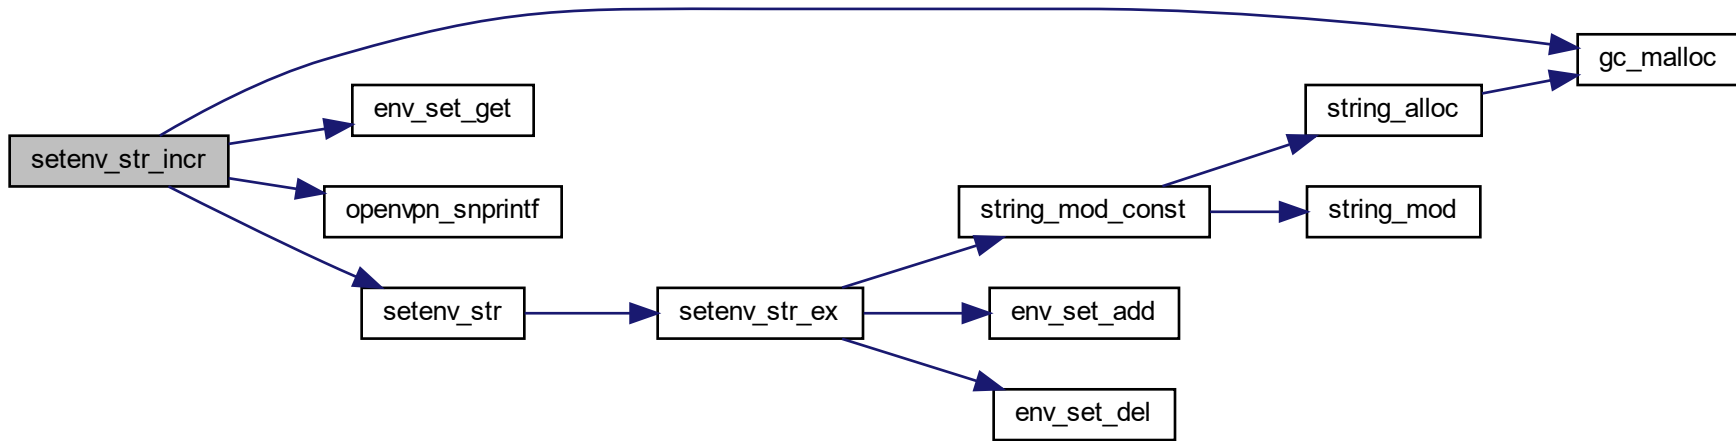 setenv_str_incr
env_set_get
openvpn_snprintf
setenv_str
setenv_str_ex
string_mod_const
env_set_add
env_set_del
string_alloc
string_mod
gc_malloc